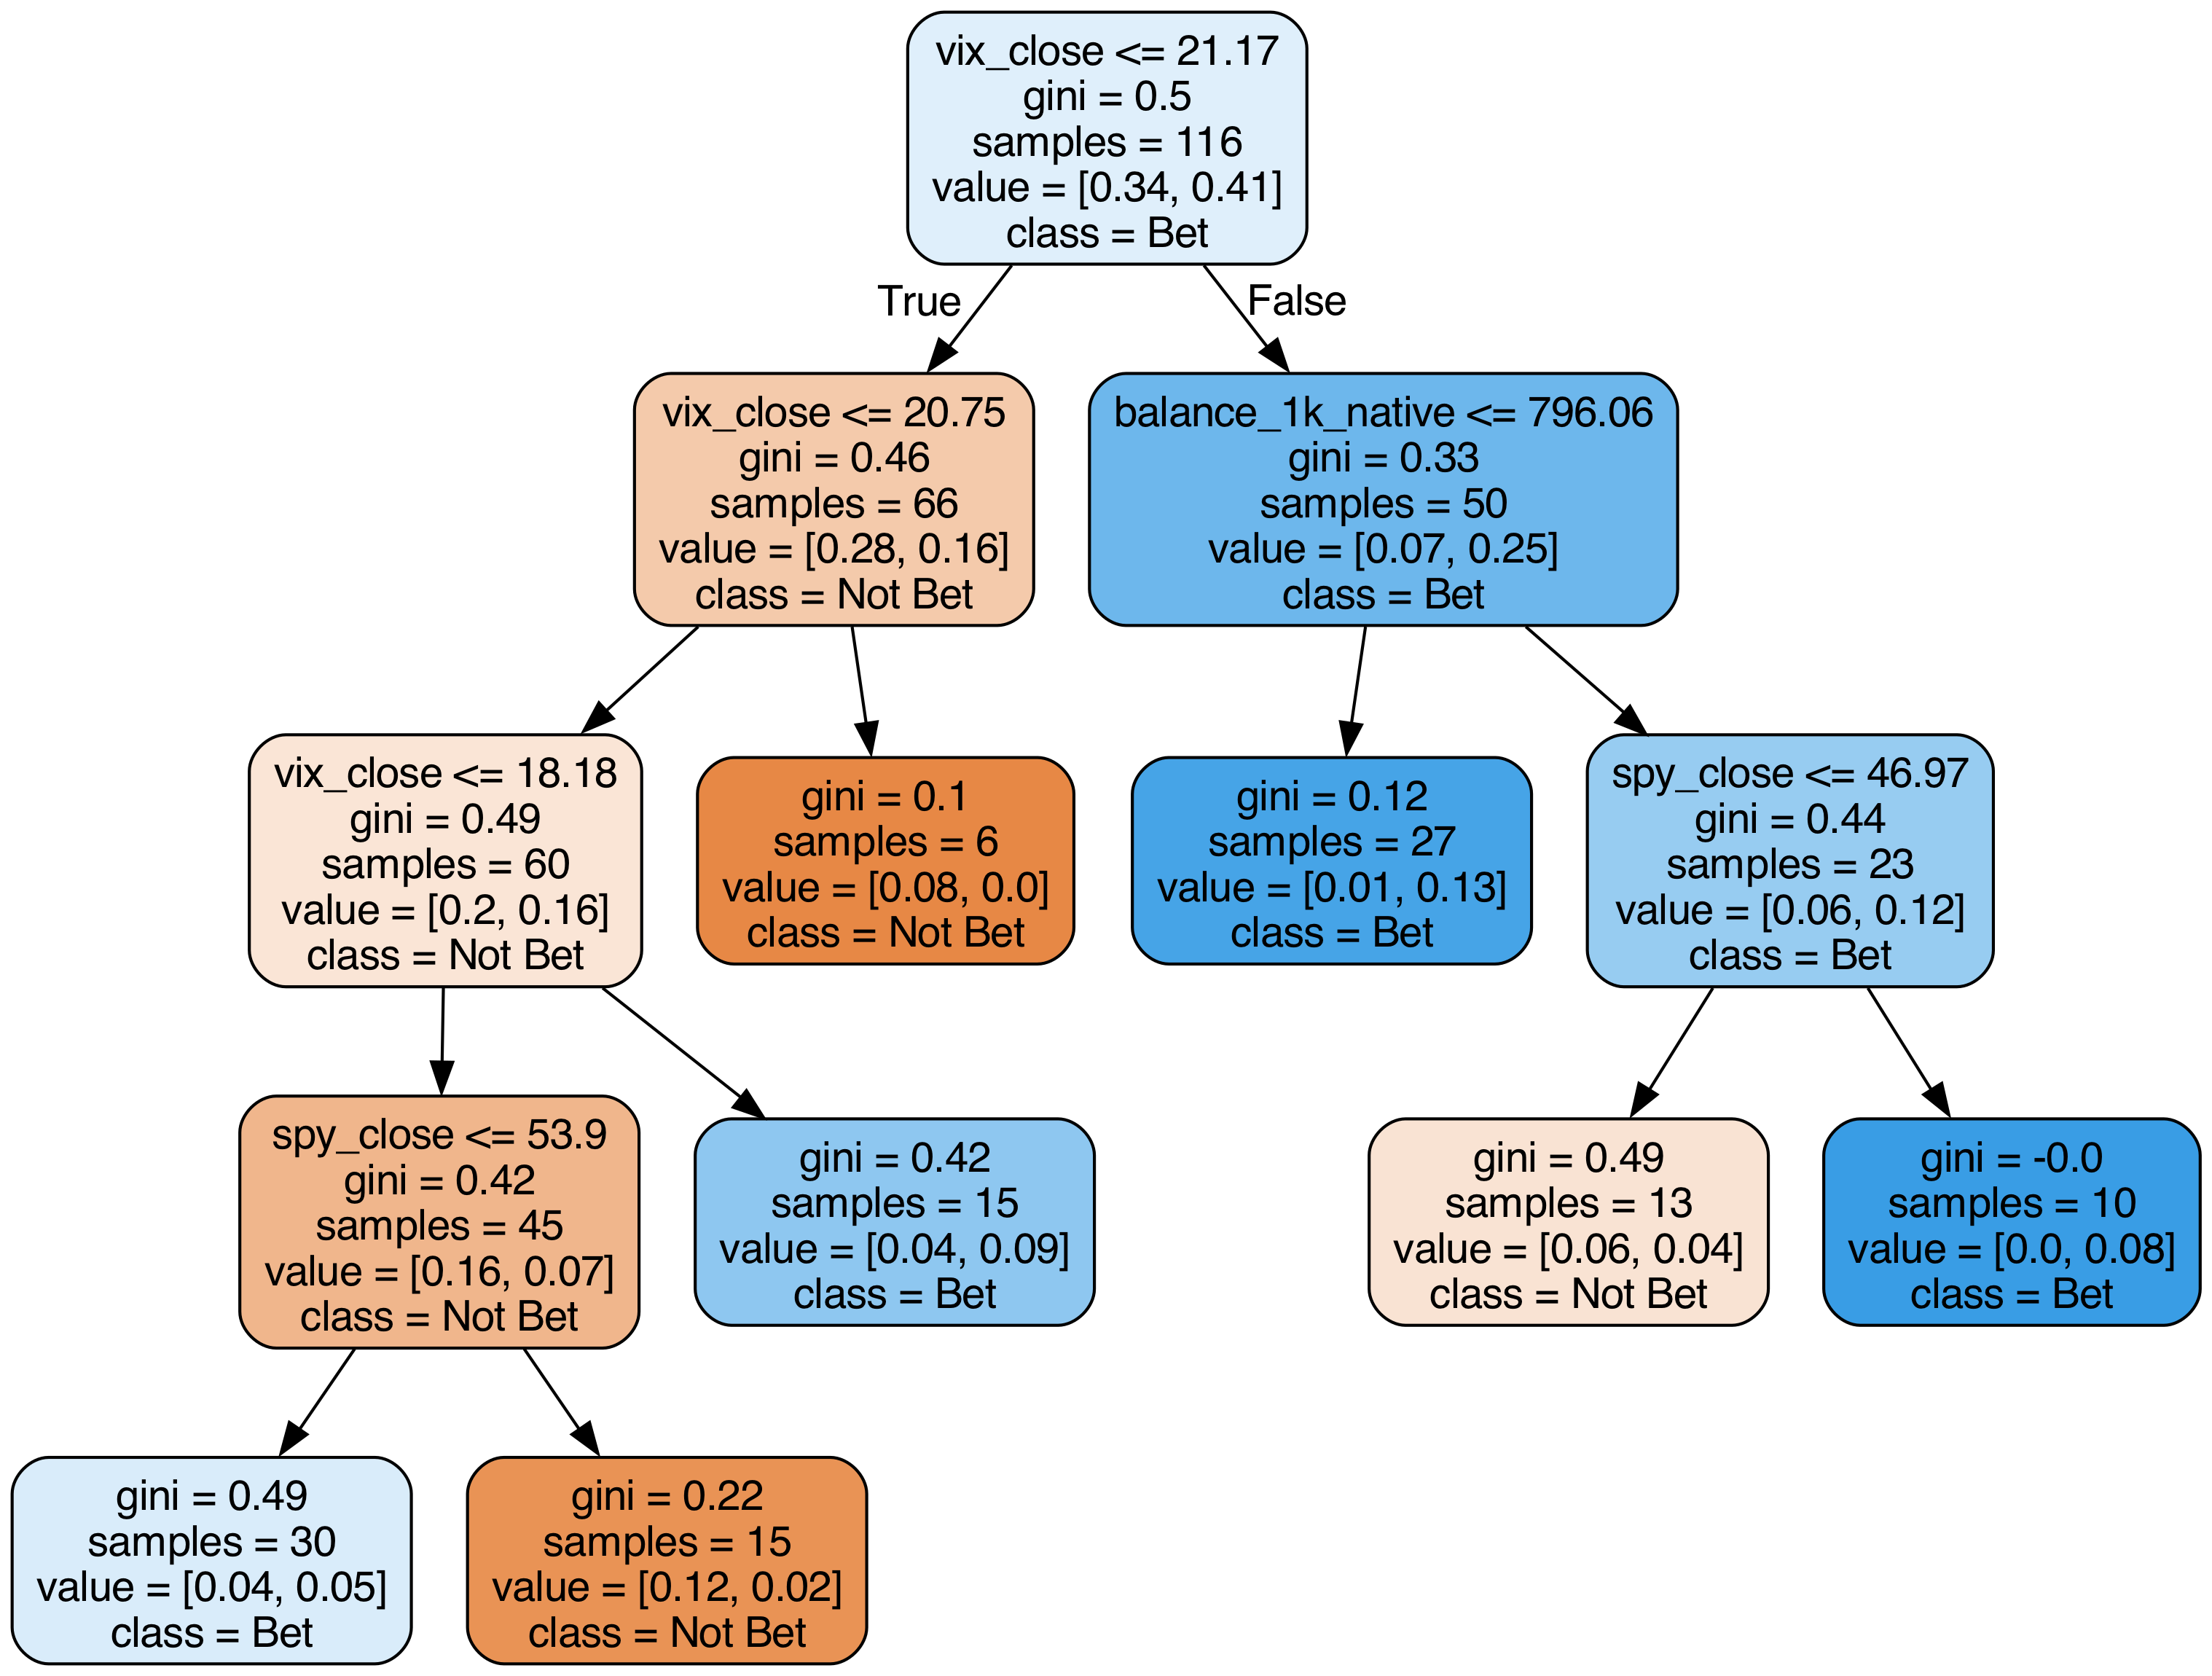 vix_close <= 21.17
gini = 0.5
samples = 116
value = [0.34, 0.41]
class = Bet
True
False
vix_close <= 20.75
gini = 0.46
samples = 66
value = [0.28, 0.16]
class = Not Bet
balance_1k_native <= 796.06
gini = 0.33
samples = 50
value = [0.07, 0.25]
class = Bet
vix_close <= 18.18
gini = 0.49
samples = 60
value = [0.2, 0.16]
class = Not Bet
gini = 0.1
samples = 6
value = [0.08, 0.0]
class = Not Bet
gini = 0.12
samples = 27
value = [0.01, 0.13]
class = Bet
spy_close <= 46.97
gini = 0.44
samples = 23
value = [0.06, 0.12]
class = Bet
spy_close <= 53.9
gini = 0.42
samples = 45
value = [0.16, 0.07]
class = Not Bet
gini = 0.42
samples = 15
value = [0.04, 0.09]
class = Bet
gini = 0.49
samples = 13
value = [0.06, 0.04]
class = Not Bet
gini = -0.0
samples = 10
value = [0.0, 0.08]
class = Bet
gini = 0.49
samples = 30
value = [0.04, 0.05]
class = Bet
gini = 0.22
samples = 15
value = [0.12, 0.02]
class = Not Bet